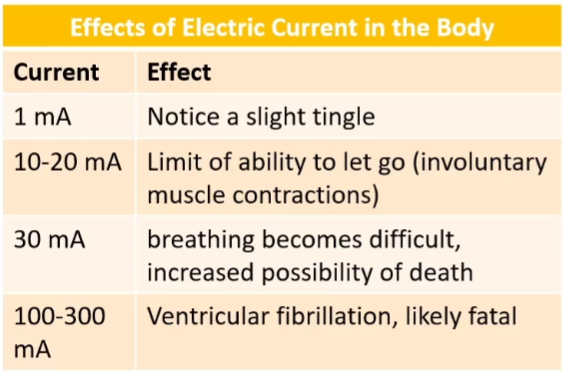 Effects of Electric Current in the Body
Current Effect
1 mA Notice a slight tingle
10-20 mA Limit of ability to let go (involuntary
muscle contractions)
30 mA breathing becomes difficult,
increased possibility of death
100-300 Ventricular fibrillation, likely fatal
mA